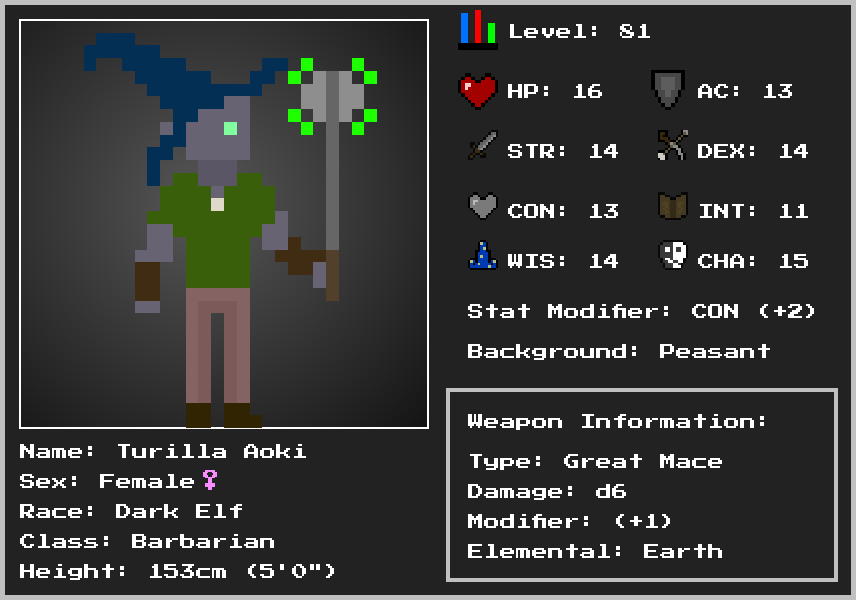 Level: 81
HP: 16 AC: 13
STR: 14 DEX: 14
CON: 13 INT: 11
WIS: 14 CHA: 15
Stat Modifier: CON (+2)
Background: Peasant
Weapon Information:
Type: Great Mace
Damage: d6
Modifier: (+1)
Elemental: Earth
Name: Turilla Aoki
Sex: Female♀
Race: Dark Elf
Class: Barbarian
Height: 153cm (5'0")